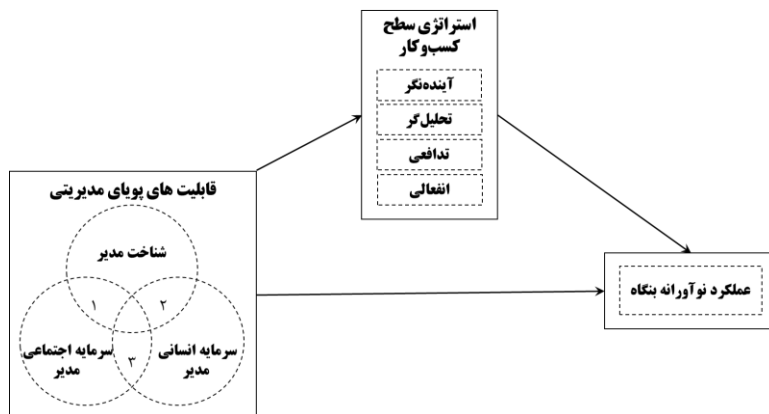 استراتژی سطح
کسب‌وکار
آینده‌نگر
تحلیل‌گر
تدافعی
انفعالی
قابلیت های پویای مدیریتی
شناخت مدیر
۱
۲
سرمایه اجتماعی
مدیر
۳
سرمایه انسانی
مدیر
عملکرد نوآورانه بنگاه